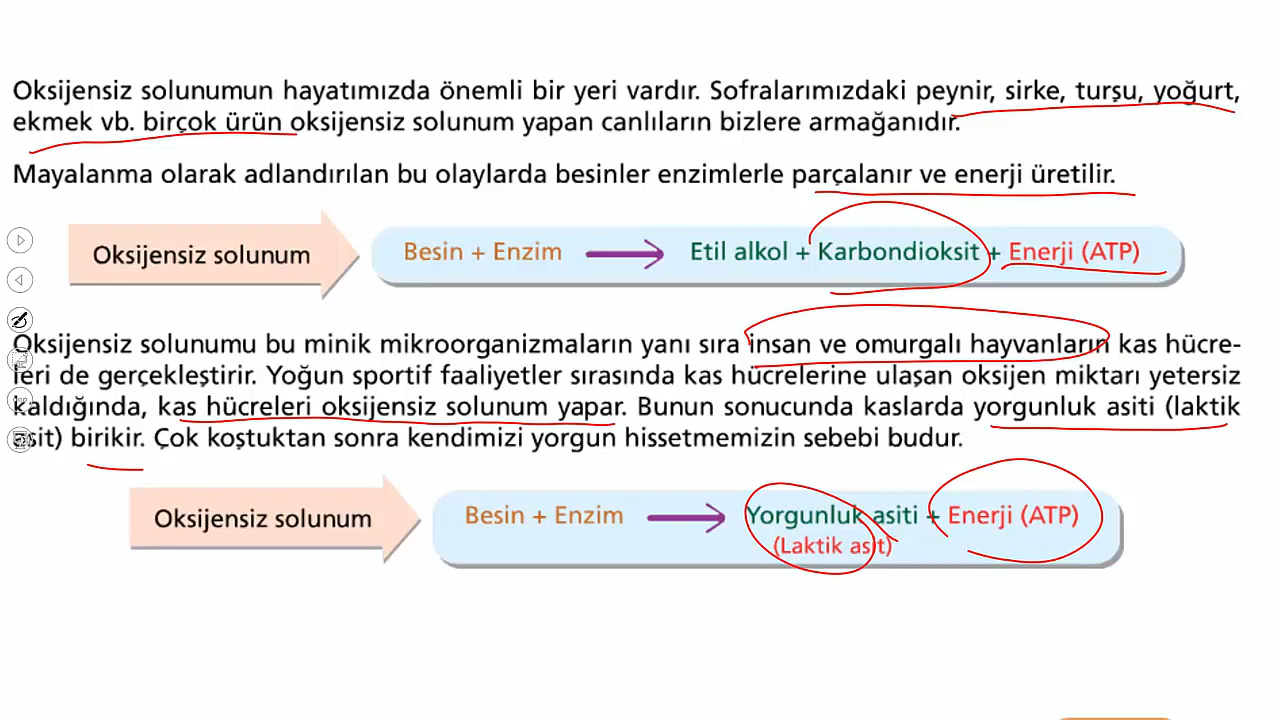 Oksijensiz solunumun hayatımızda önemli bir yeri vardır. Sofralarımızdaki peynir, sirke, turşu, yoğurt,
ekmek vb. birçok ürün oksijensiz solunum yapan canlıların bizlere armağanıdır.
Mayalanma olarak adlandırılan bu olaylarda besinler enzimlerle parçalanır ve enerji üretilir.
Oksijensiz solunum
Besin + Enzim → Etil alkol + Karbondioksit + Enerji (ATP)
Oksijensiz solunumu bu minik mikroorganizmaların yanı sıra insan ve omurgalı hayvanların kas hücre-
leri de gerçekleştirir. Yoğun sportif faaliyetler sırasında kas hücrelerine ulaşan oksijen miktarı yetersiz
kaldığında, kas hücreleri oksijensiz solunum yapar. Bunun sonucunda kaslarda yorgunluk asiti (laktik
asit) birikir. Çok koştuktan sonra kendimizi yorgun hissetmemizin sebebi budur.
Oksijensiz solunum
Besin + Enzim → Yorgunluk asiti + Enerji (ATP)
(Laktik asit)